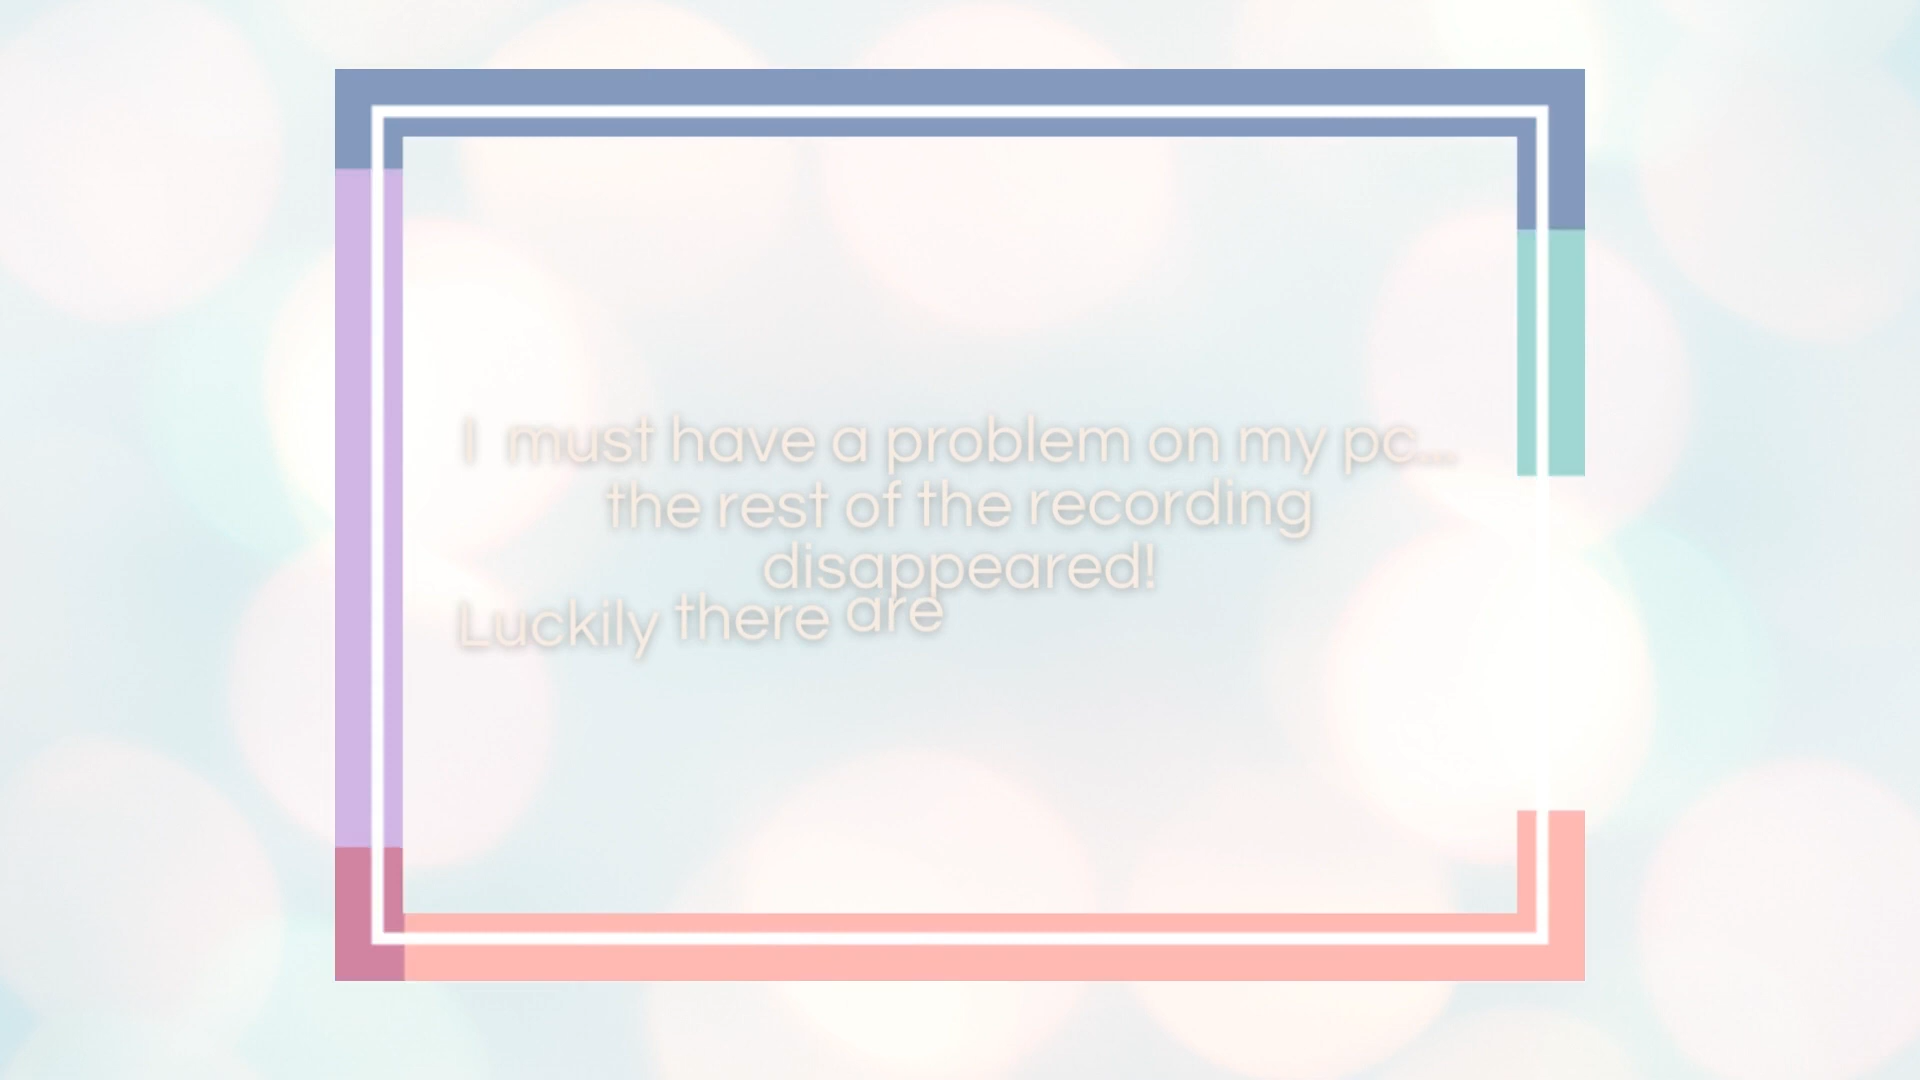 I must have a problem on my pc...
the rest of the recording
disappeared!
Luckily there are